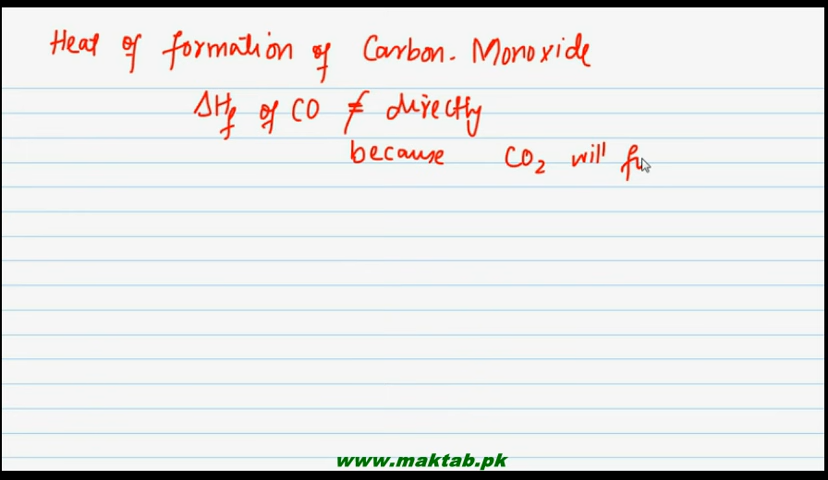 Heat of formation of Carbon. Monoxide
ΔHf of CO ≠ directly
because CO2 will
www.maktab.pk